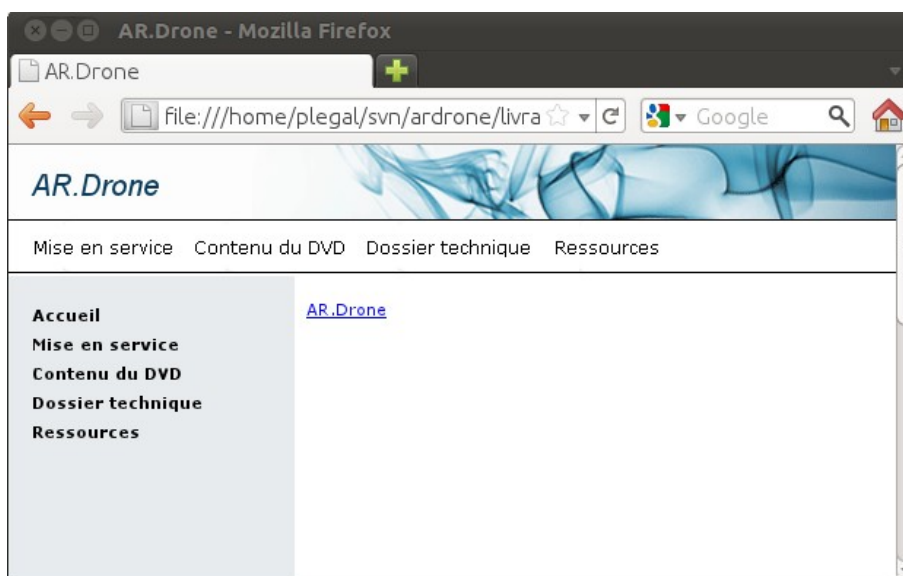 AR.Drone - Mozilla Firefox
AR.Drone
file:///home/plegal/svn/ardrone/livra
Google
AR.Drone
Mise en service Contenu du DVD Dossier technique Ressources
Accueil
Mise en service
Contenu du DVD
Dossier technique
Ressources
AR.Drone